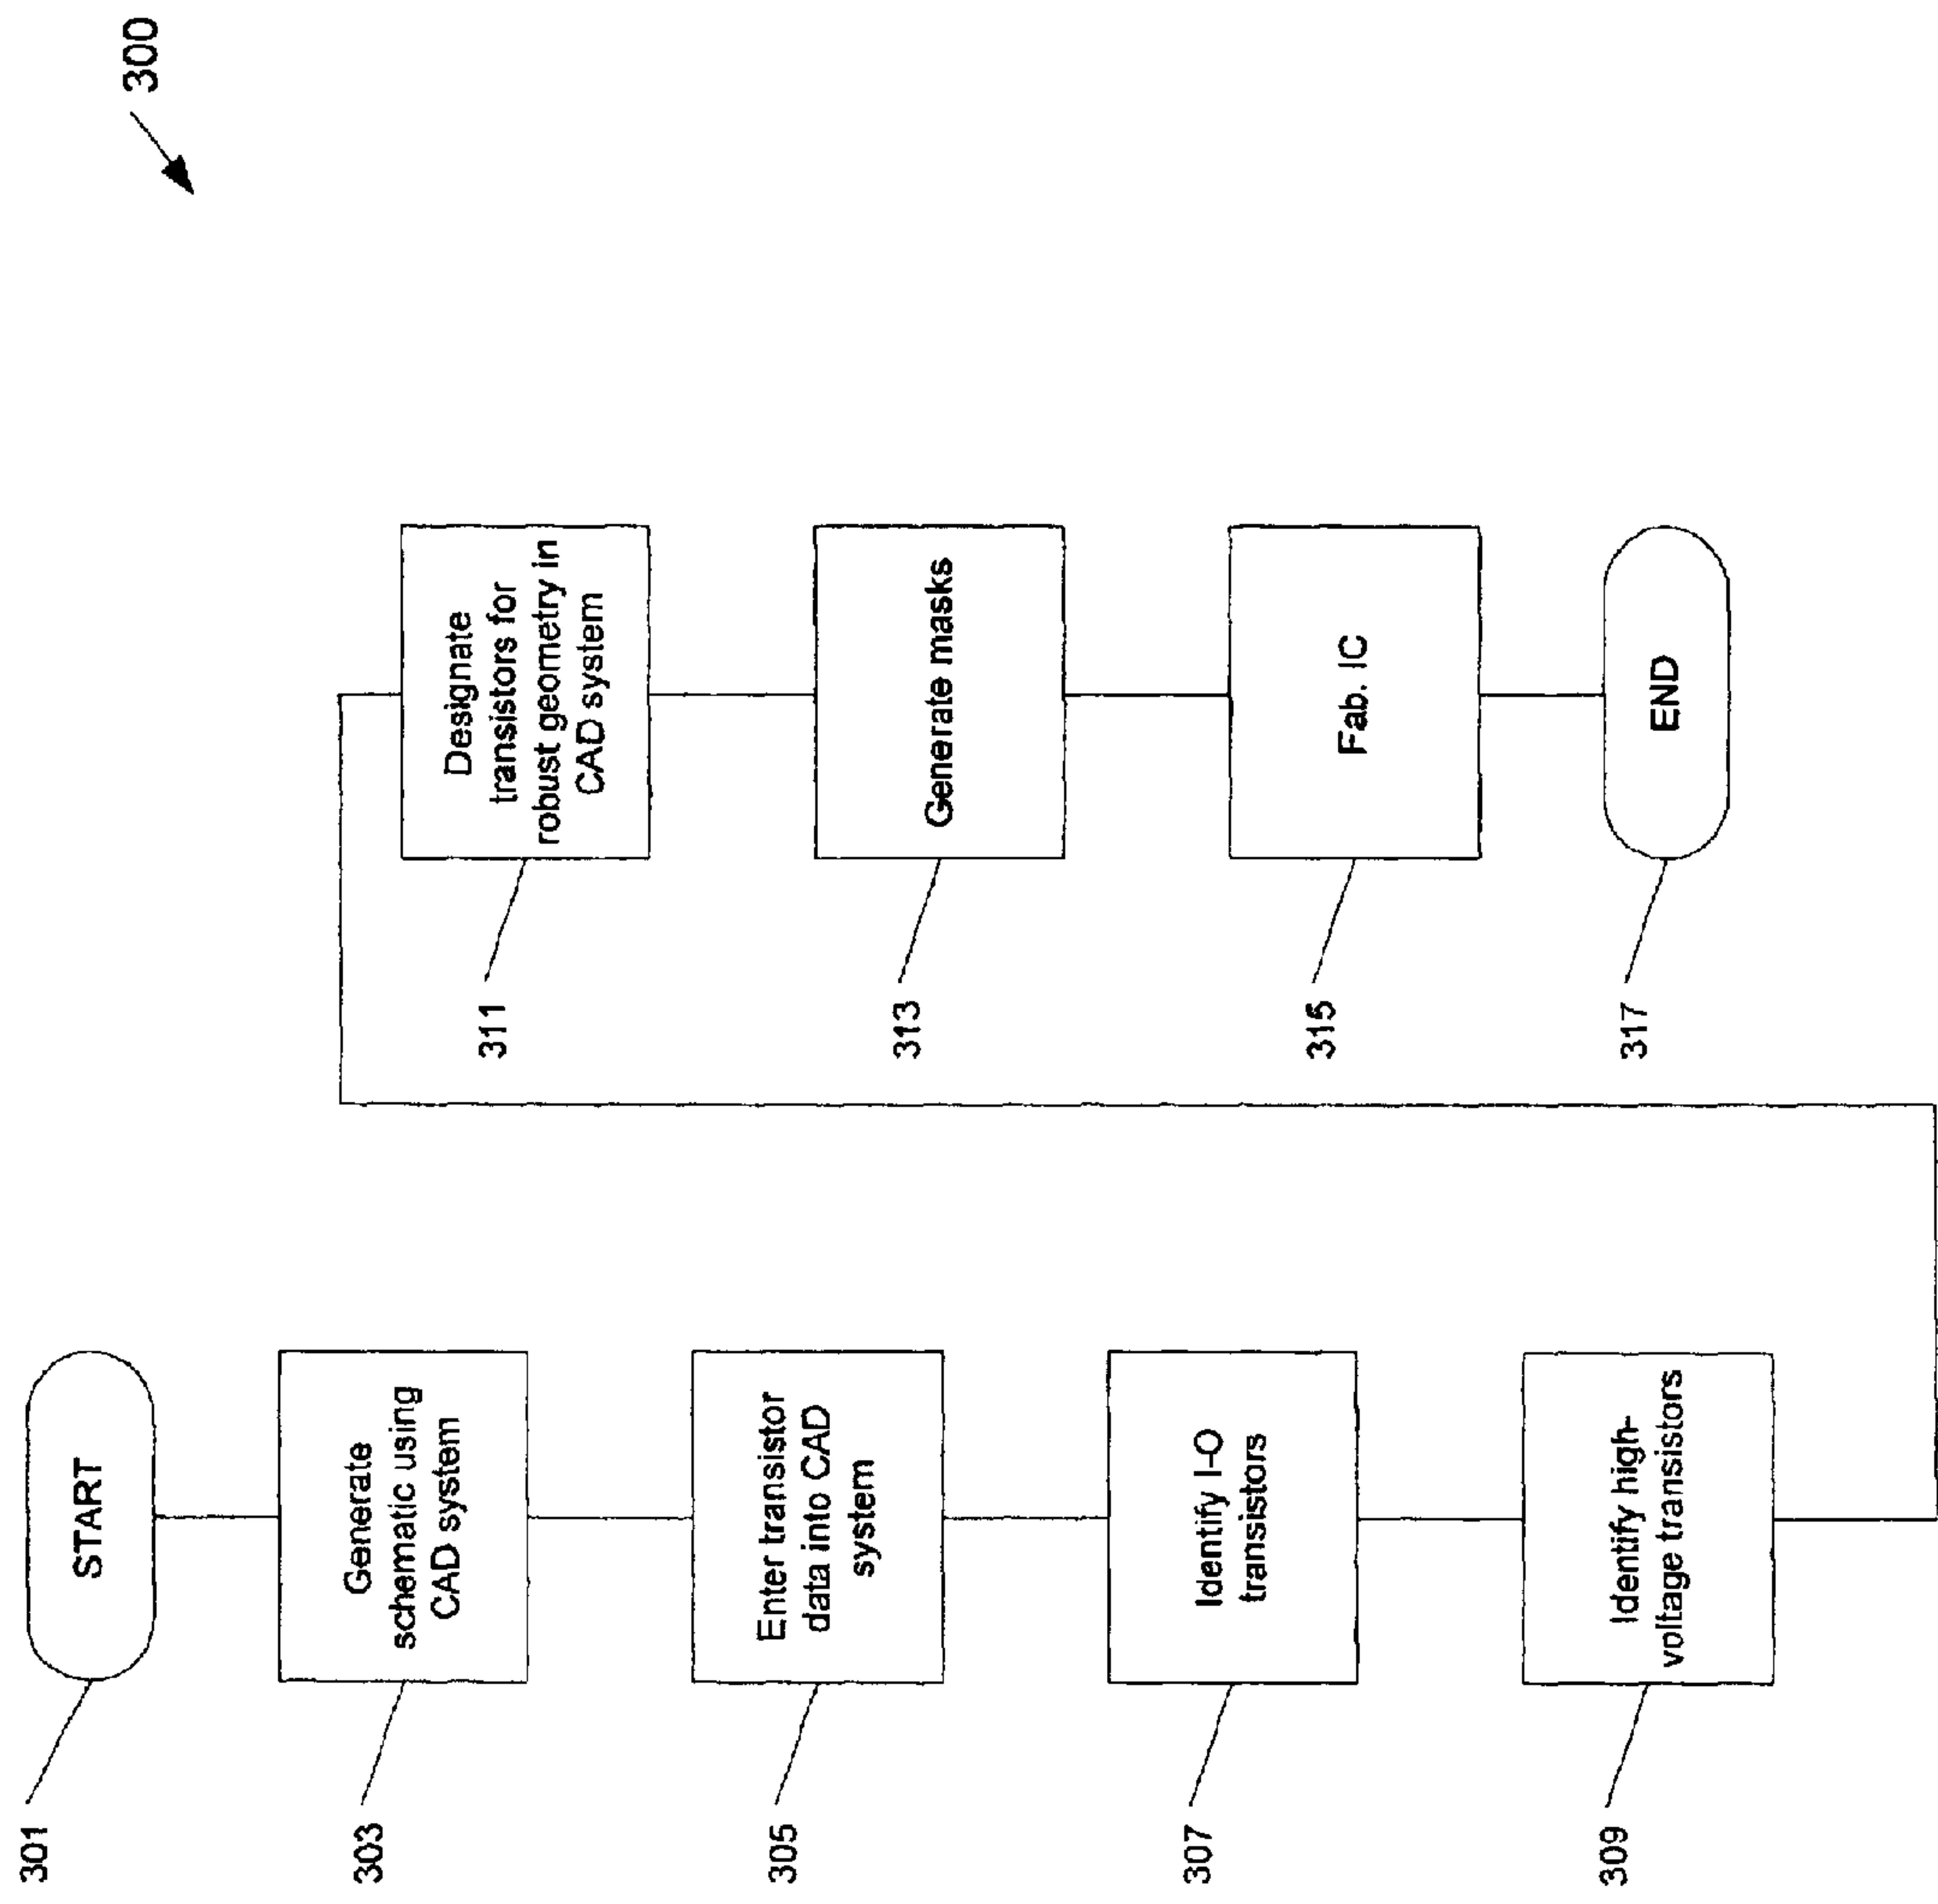 300
301
START
303
Generate
schematic using
CAD system
305
Enter transistor
data into CAD
system
307
Identify I-O
transistors
309
Identify high-
voltage transistors
311
Designate
transistors for
robust geometry in
CAD system
313
Generate masks
315
Fab. IC
317
END